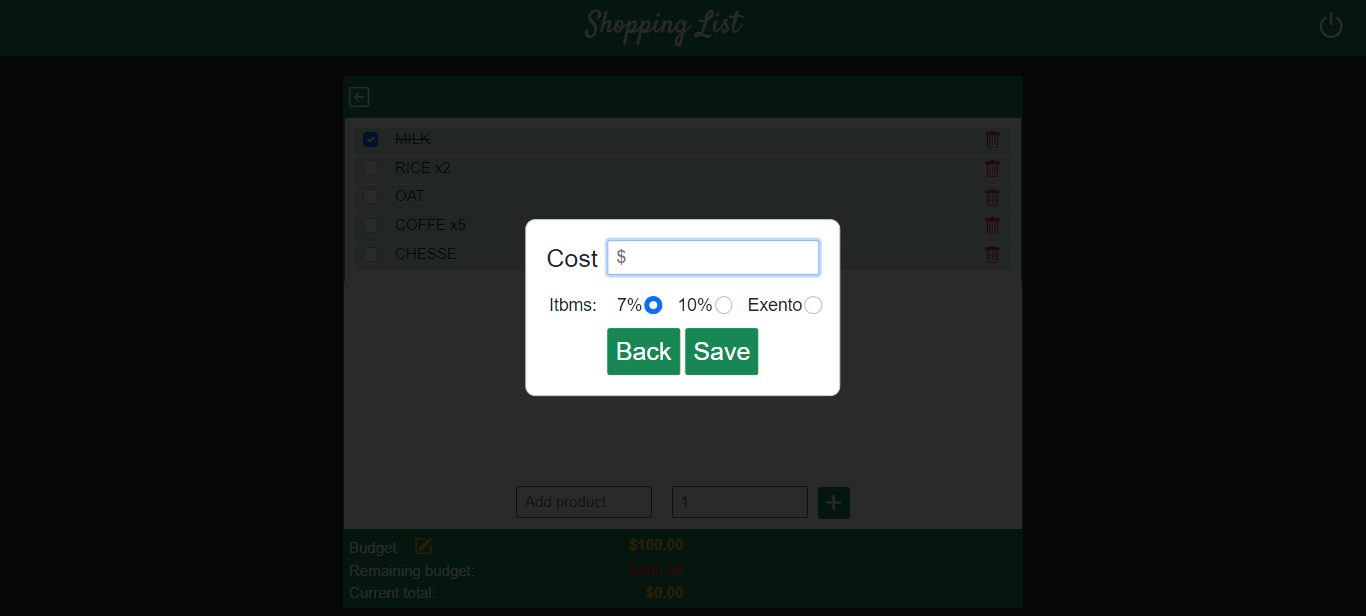 Shopping List
MILK
RICE x2
OAT
COFFE x5
CHESSE
Cost $
Itbms: 7% 10% Exento
Back Save
Add product 1
Budget : $100.00
Remaining budget: $100.00
Current total: $0.00